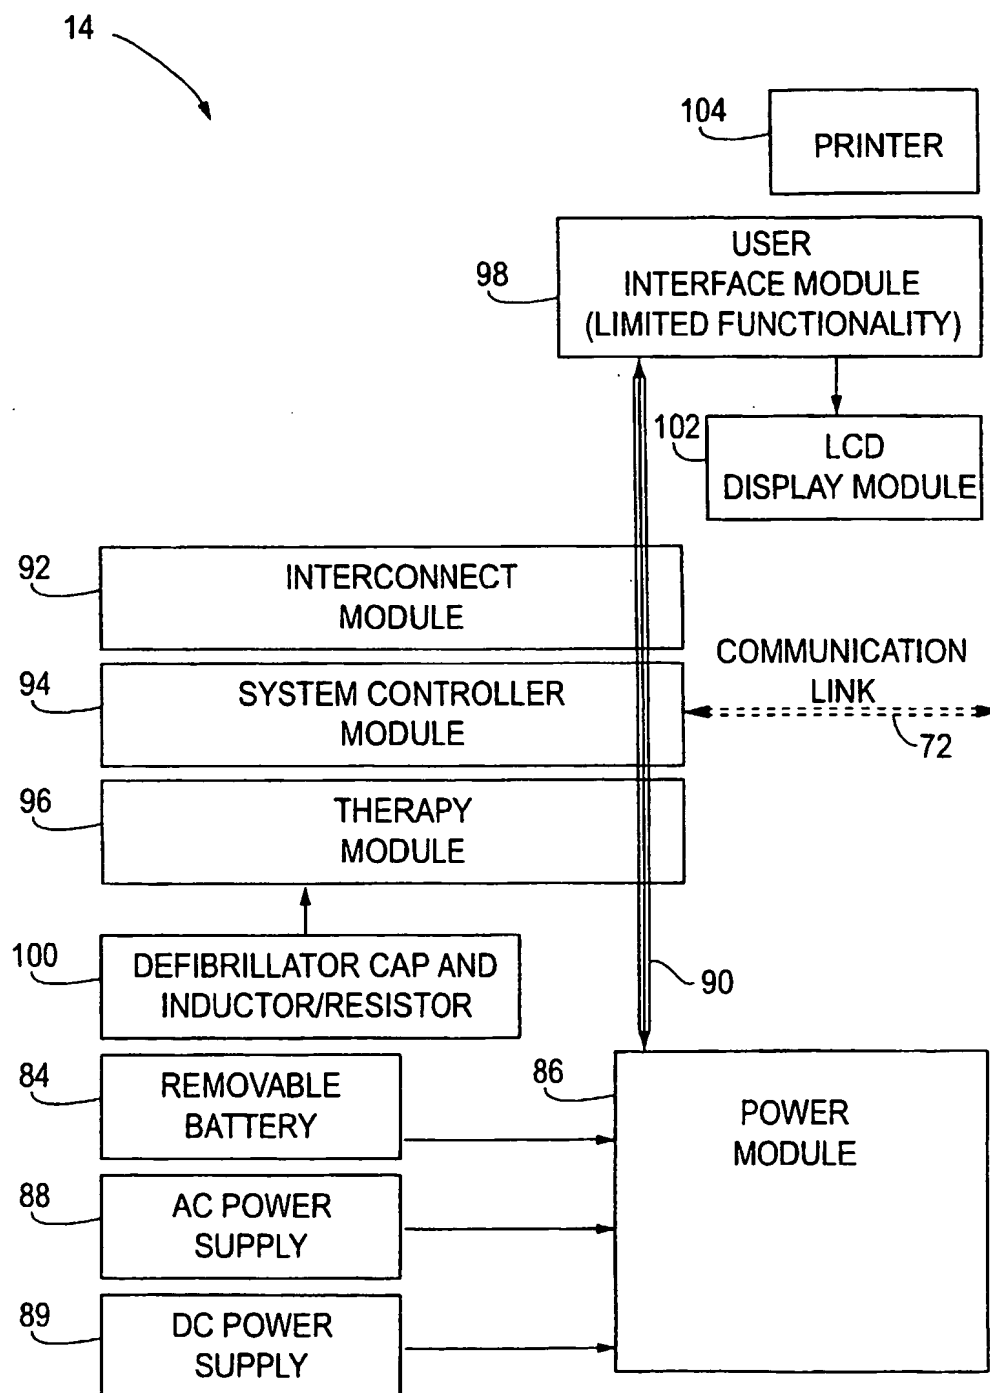 14
104
PRINTER
98
USER
INTERFACE MODULE
(LIMITED FUNCTIONALITY)
102
LCD
DISPLAY MODULE
92
INTERCONNECT
MODULE
94
SYSTEM CONTROLLER
MODULE
COMMUNICATION
LINK
72
96
THERAPY
MODULE
100
DEFIBRILLATOR CAP AND
INDUCTOR/RESISTOR
90
84
REMOVABLE
BATTERY
86
POWER
MODULE
88
AC POWER
SUPPLY
89
DC POWER
SUPPLY